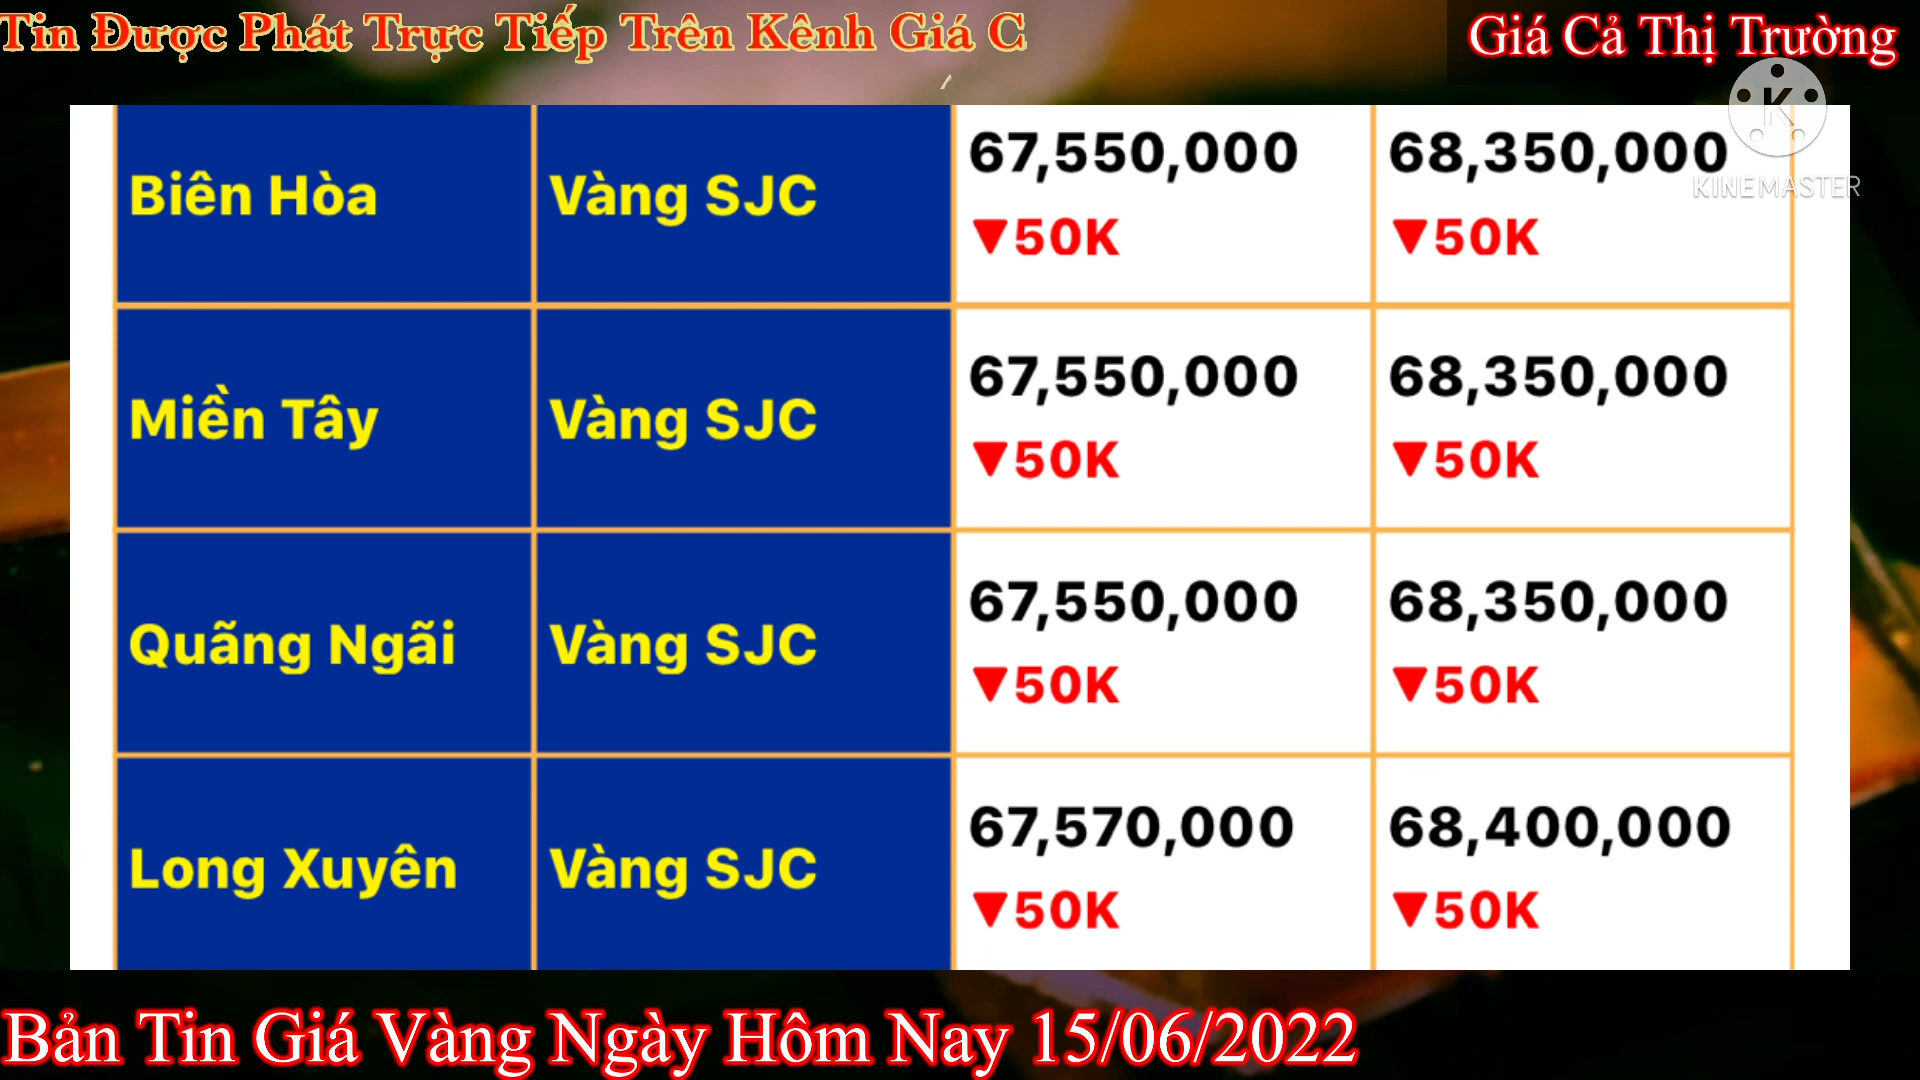 Tin Được Phát Trực Tiếp Trên Kênh Giá C
Giá Cả Thị Trường
K
KINEMASTER
Biên Hòa Vàng SJC 67,550,000 68,350,000
▼50K ▼50K
Miền Tây Vàng SJC 67,550,000 68,350,000
▼50K ▼50K
Quãng Ngãi Vàng SJC 67,550,000 68,350,000
▼50K ▼50K
Long Xuyên Vàng SJC 67,570,000 68,400,000
▼50K ▼50K
Bản Tin Giá Vàng Ngày Hôm Nay 15/06/2022